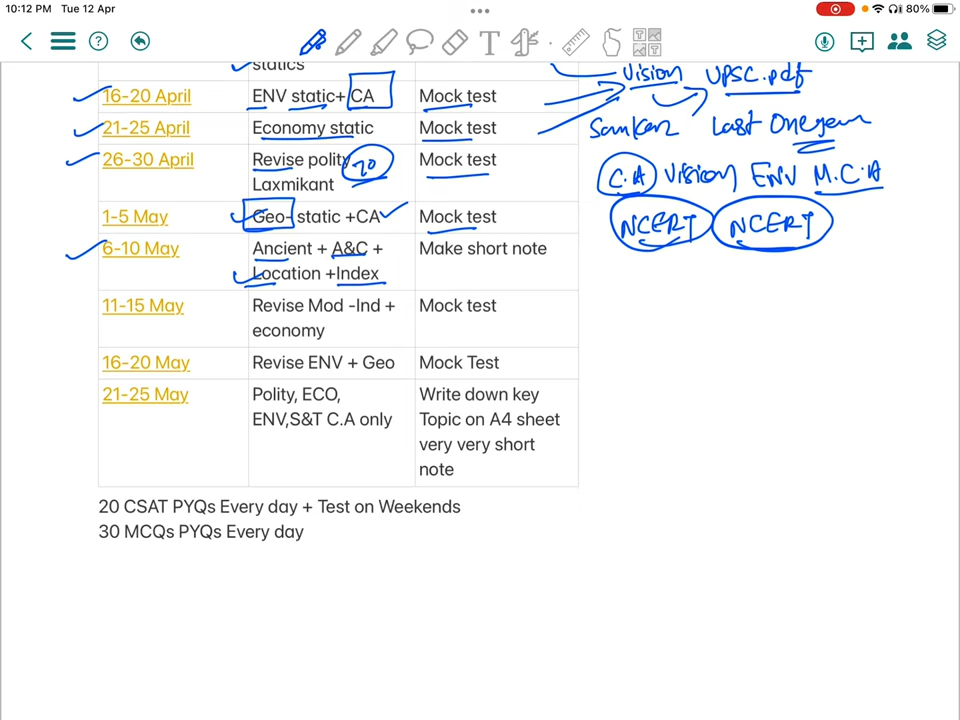 10:12 PM Tue 12 Apr
80%
statics
16-20 April ENV static+ CA Mock test
21-25 April Economy static Mock test
26-30 April Revise polity 20 Mock test
Laxmikant
1-5 May Geo- static +CA Mock test
6-10 May Ancient + A&C + Make short note
Location +Index
11-15 May Revise Mod -Ind + Mock test
economy
16-20 May Revise ENV + Geo Mock Test
21-25 May Polity, ECO, Write down key
ENV,S&T C.A only Topic on A4 sheet
very very short
note
20 CSAT PYQs Every day + Test on Weekends
30 MCQs PYQs Every day
Vision UPSC.pdf
Sankar Last One year
C.A Vision ENV M.C.A
NCERT NCERT